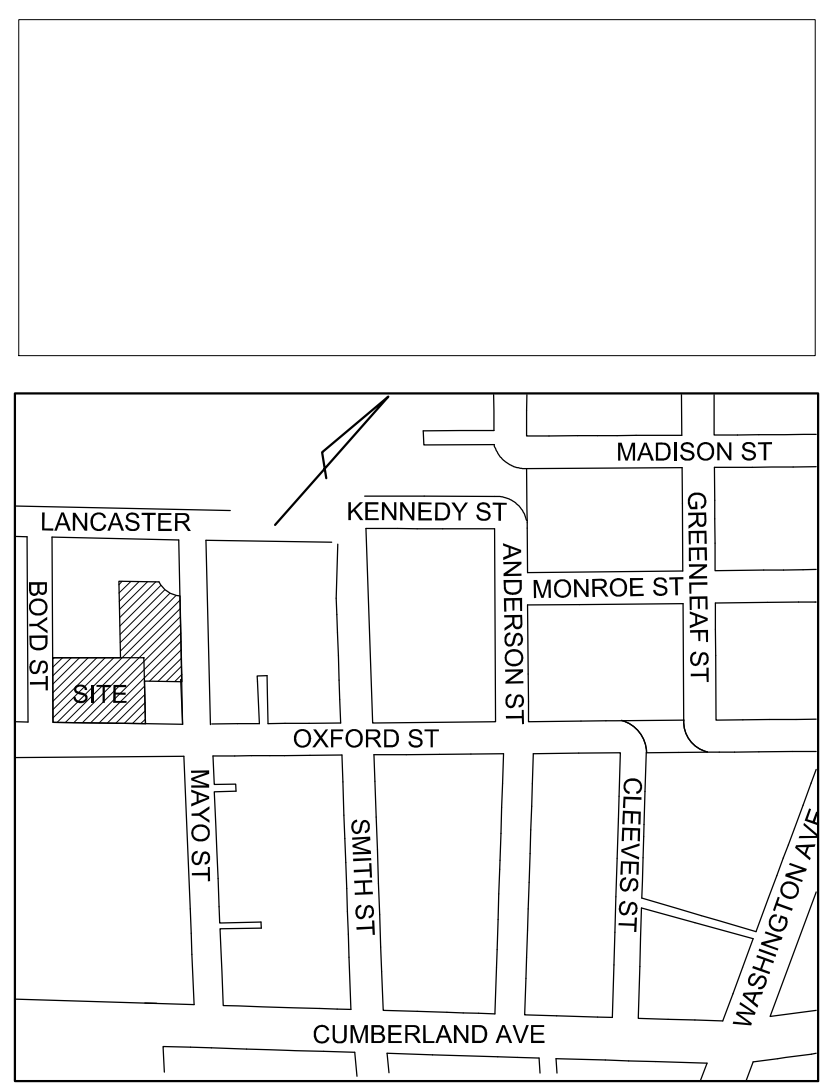 MADISON ST
KENNEDY ST
LANCASTER
GREENLEAF ST
ANDERSON ST
MONROE ST
BOYD ST
SITE
OXFORD ST
MAYO ST
CLEEVES ST
SMITH ST
WASHINGTON AVE
CUMBERLAND AVE